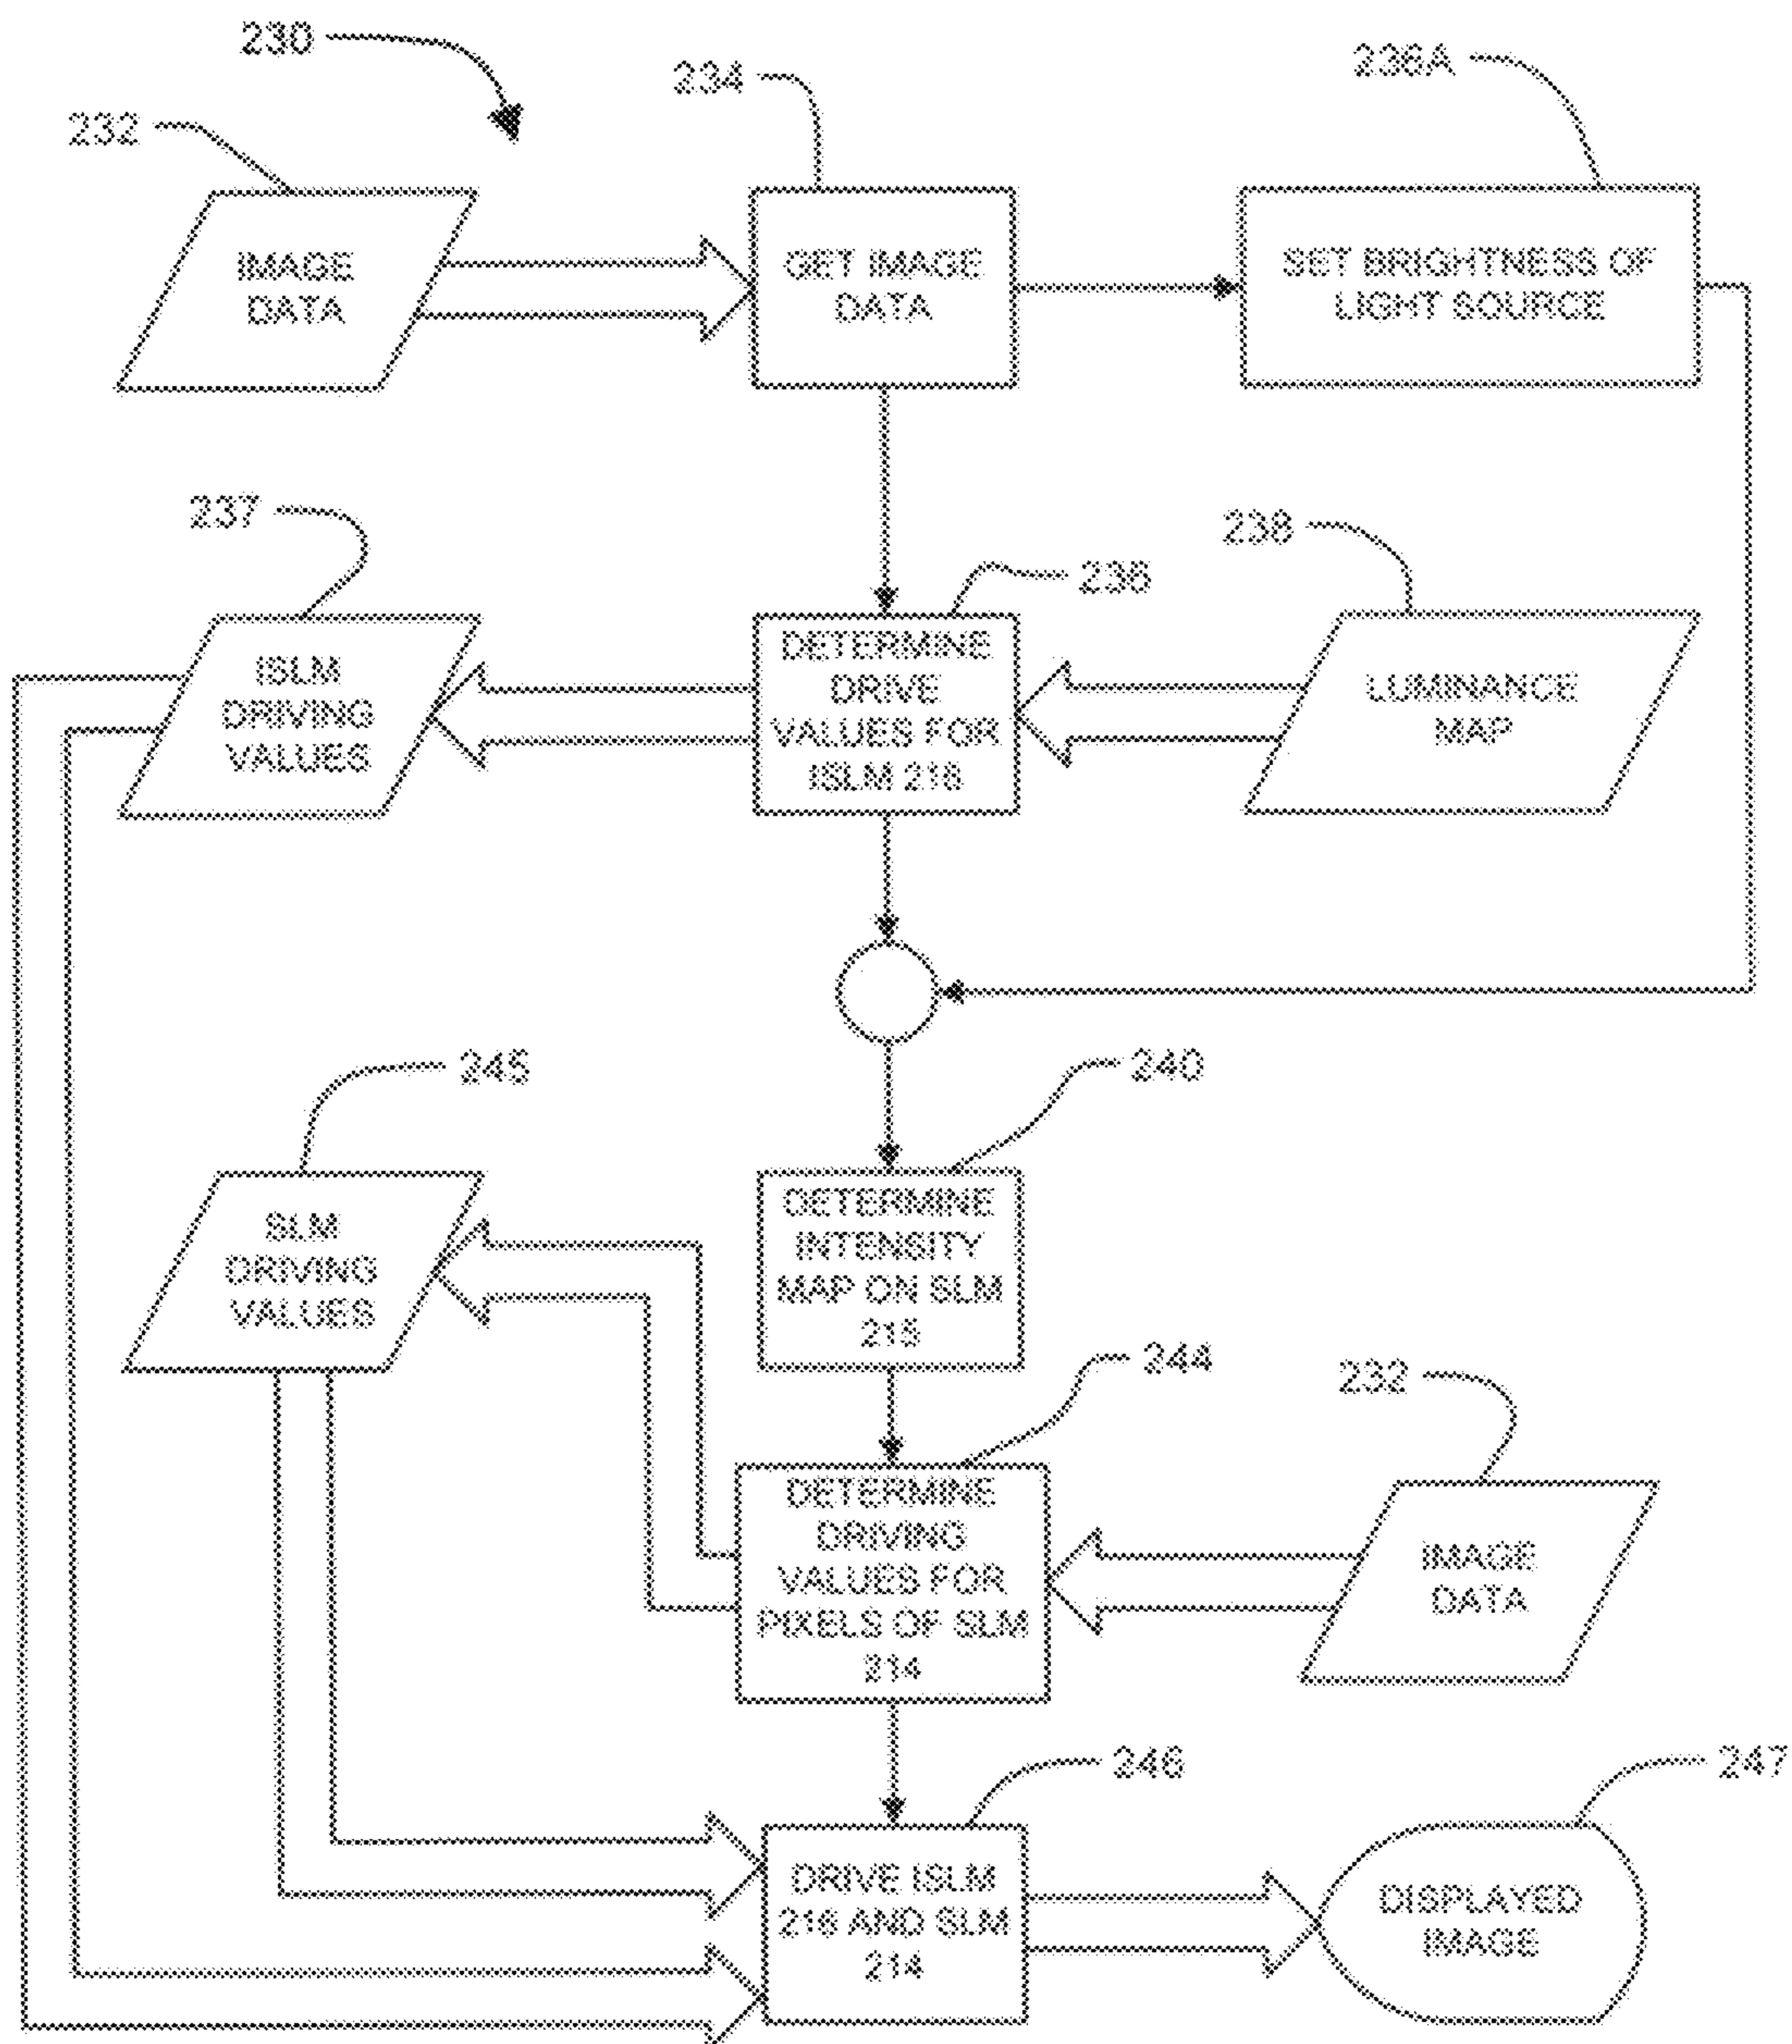 230
234
236A
232
IMAGE
DATA
GET IMAGE
DATA
SET BRIGHTNESS OF
LIGHT SOURCE
237
238
236
ISLM
DRIVING
VALUES
DETERMINE
DRIVE
VALUES FOR
ISLM 216
LUMINANCE
MAP
245
240
SLM
DRIVING
VALUES
DETERMINE
INTENSITY
MAP ON SLM
215
244
232
DETERMINE
DRIVING
VALUES FOR
PIXELS OF SLM
214
IMAGE
DATA
246
247
DRIVE ISLM
216 AND SLM
214
DISPLAYED
IMAGE